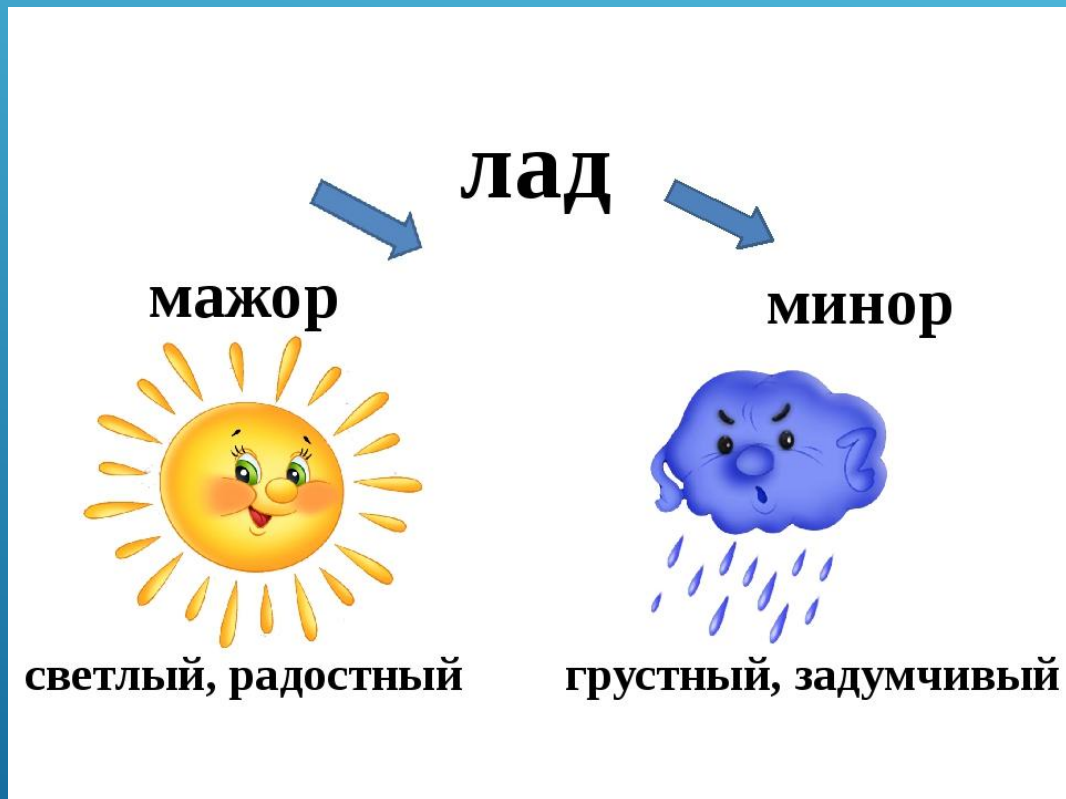 лад
мажор
минор
светлый, радостный
грустный, задумчивый